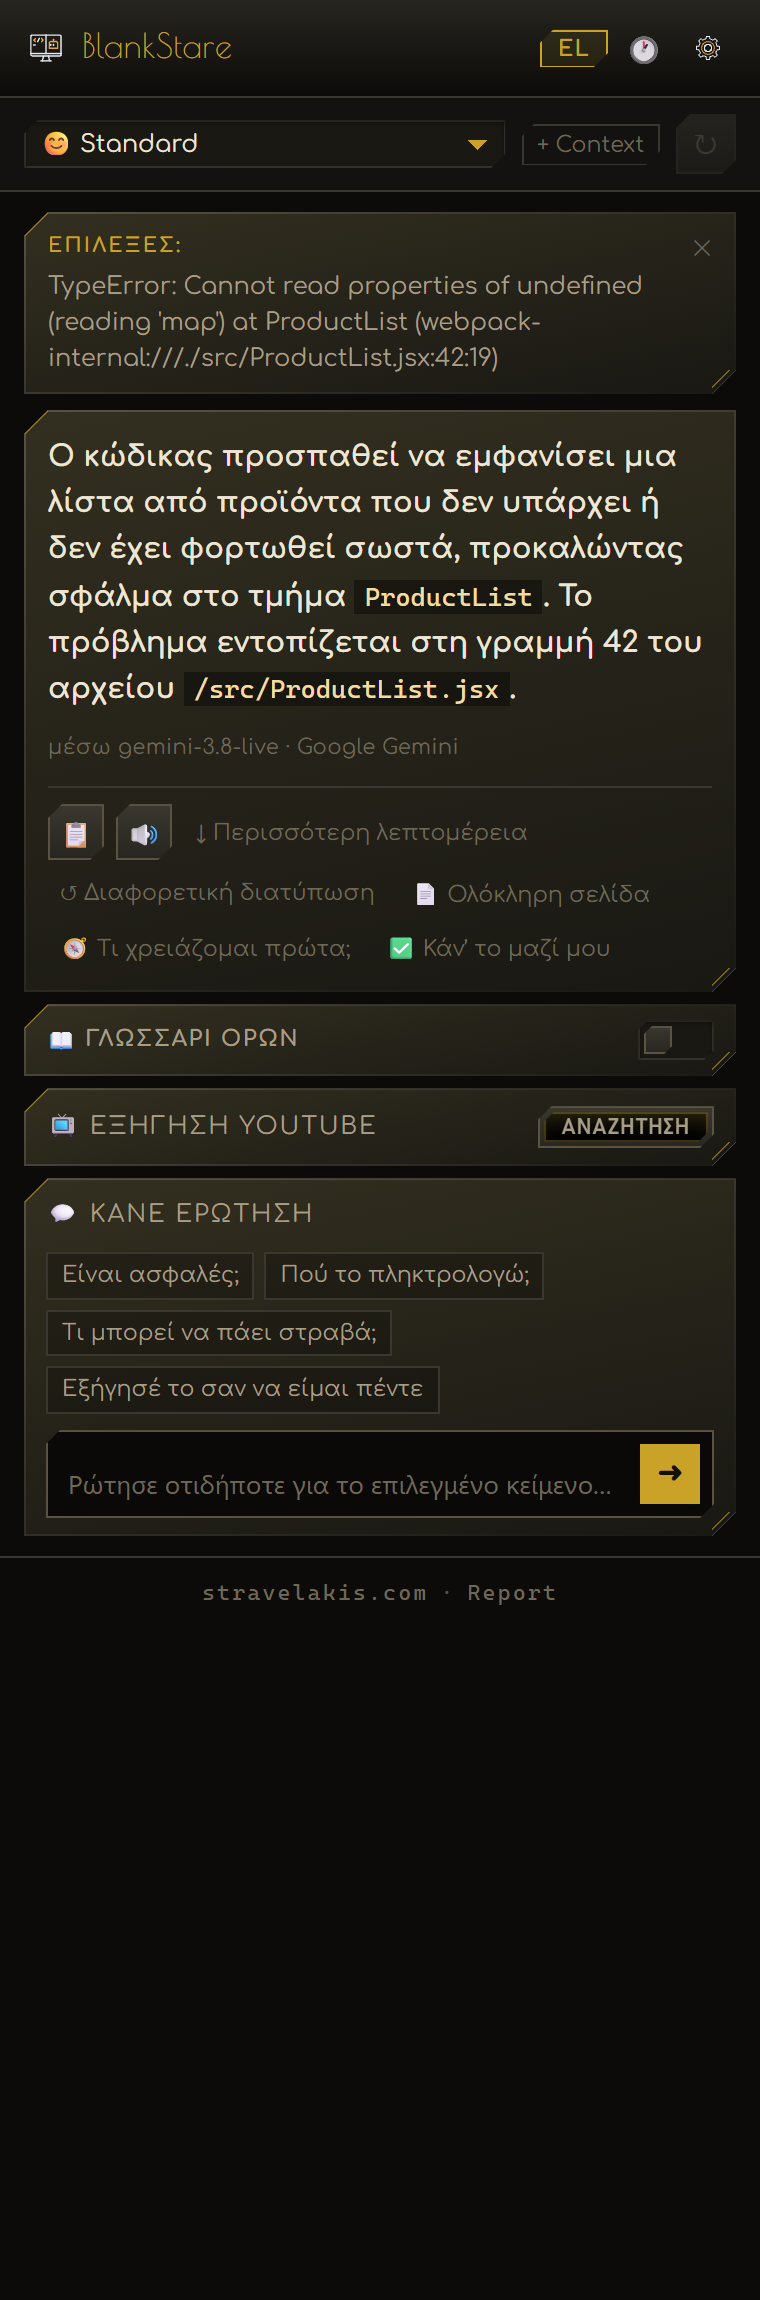 BlankStare
EL
Standard
+ Context
ΕΠΙΛΕΞΕΣ:
TypeError: Cannot read properties of undefined
(reading 'map') at ProductList (webpack-
internal:///./src/ProductList.jsx:42:19)
Ο κώδικας προσπαθεί να εμφανίσει μια
λίστα από προϊόντα που δεν υπάρχει ή
δεν έχει φορτωθεί σωστά, προκαλώντας
σφάλμα στο τμήμα ProductList. Το
πρόβλημα εντοπίζεται στη γραμμή 42 του
αρχείου /src/ProductList.jsx.
μέσω gemini-3.8-live · Google Gemini
↓ Περισσότερη λεπτομέρεια
↺ Διαφορετική διατύπωση
Ολόκληρη σελίδα
Τι χρειάζομαι πρώτα;
Κάν' το μαζί μου
ΓΛΩΣΣΑΡΙ ΟΡΩΝ
ΕΞΗΓΗΣΗ YOUTUBE
ΑΝΑΖΗΤΗΣΗ
ΚΑΝΕ ΕΡΩΤΗΣΗ
Είναι ασφαλές;
Πού το πληκτρολογώ;
Τι μπορεί να πάει στραβά;
Εξήγησέ το σαν να είμαι πέντε
Ρώτησε οτιδήποτε για το επιλεγμένο κείμενο...
stravelakis.com · Report